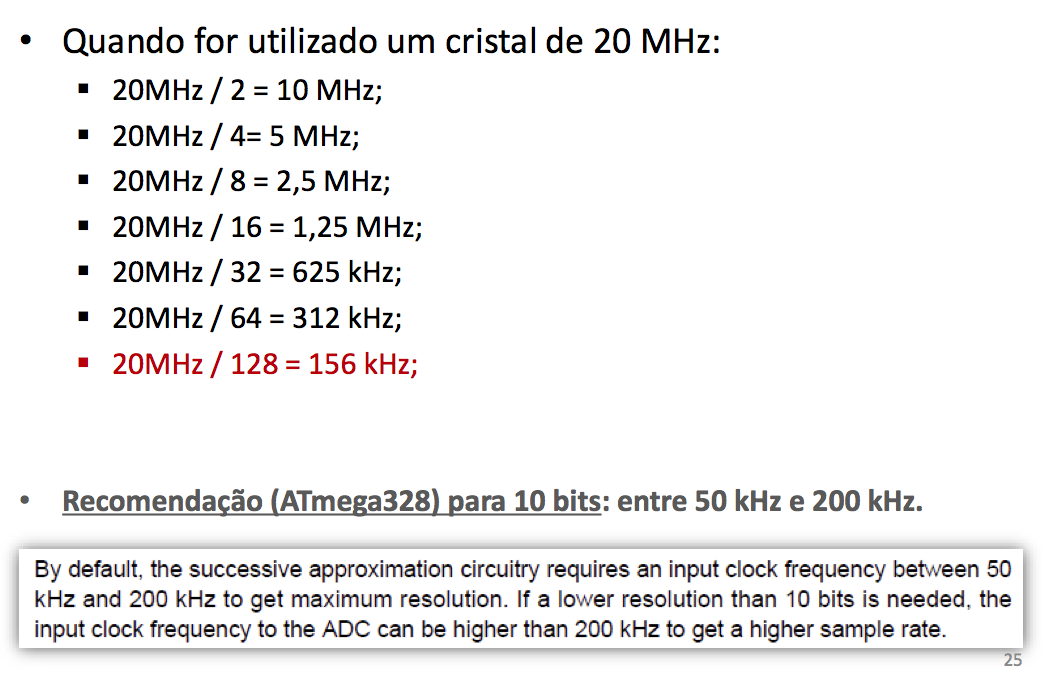 • Quando for utilizado um cristal de 20 MHz:
▪ 20MHz / 2 = 10 MHz;
▪ 20MHz / 4= 5 MHz;
▪ 20MHz / 8 = 2,5 MHz;
▪ 20MHz / 16 = 1,25 MHz;
▪ 20MHz / 32 = 625 kHz;
▪ 20MHz / 64 = 312 kHz;
▪ 20MHz / 128 = 156 kHz;
• Recomendação (ATmega328) para 10 bits: entre 50 kHz e 200 kHz.
By default, the successive approximation circuitry requires an input clock frequency between 50
kHz and 200 kHz to get maximum resolution. If a lower resolution than 10 bits is needed, the
input clock frequency to the ADC can be higher than 200 kHz to get a higher sample rate.
25